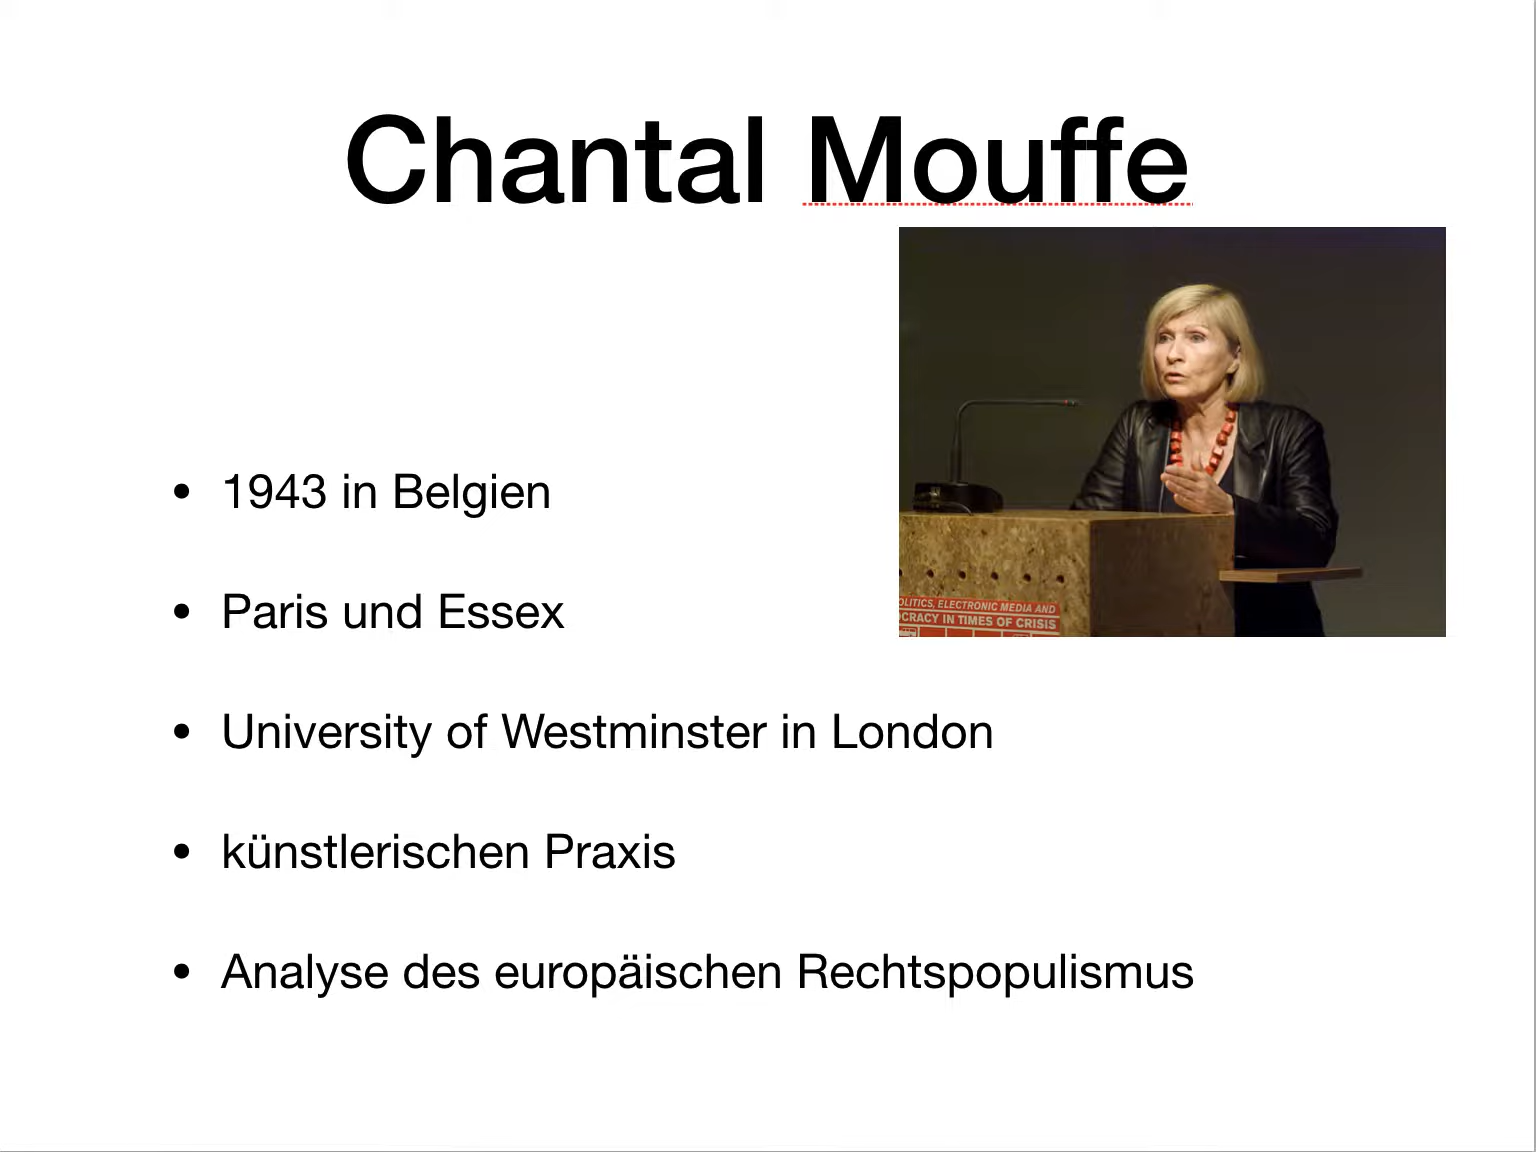 Chantal Mouffe
• 1943 in Belgien
• Paris und Essex
• University of Westminster in London
• künstlerischen Praxis
• Analyse des europäischen Rechtspopulismus
OLITICS, ELECTRONIC MEDIA AND
OCRACY IN TIMES OF CRISIS